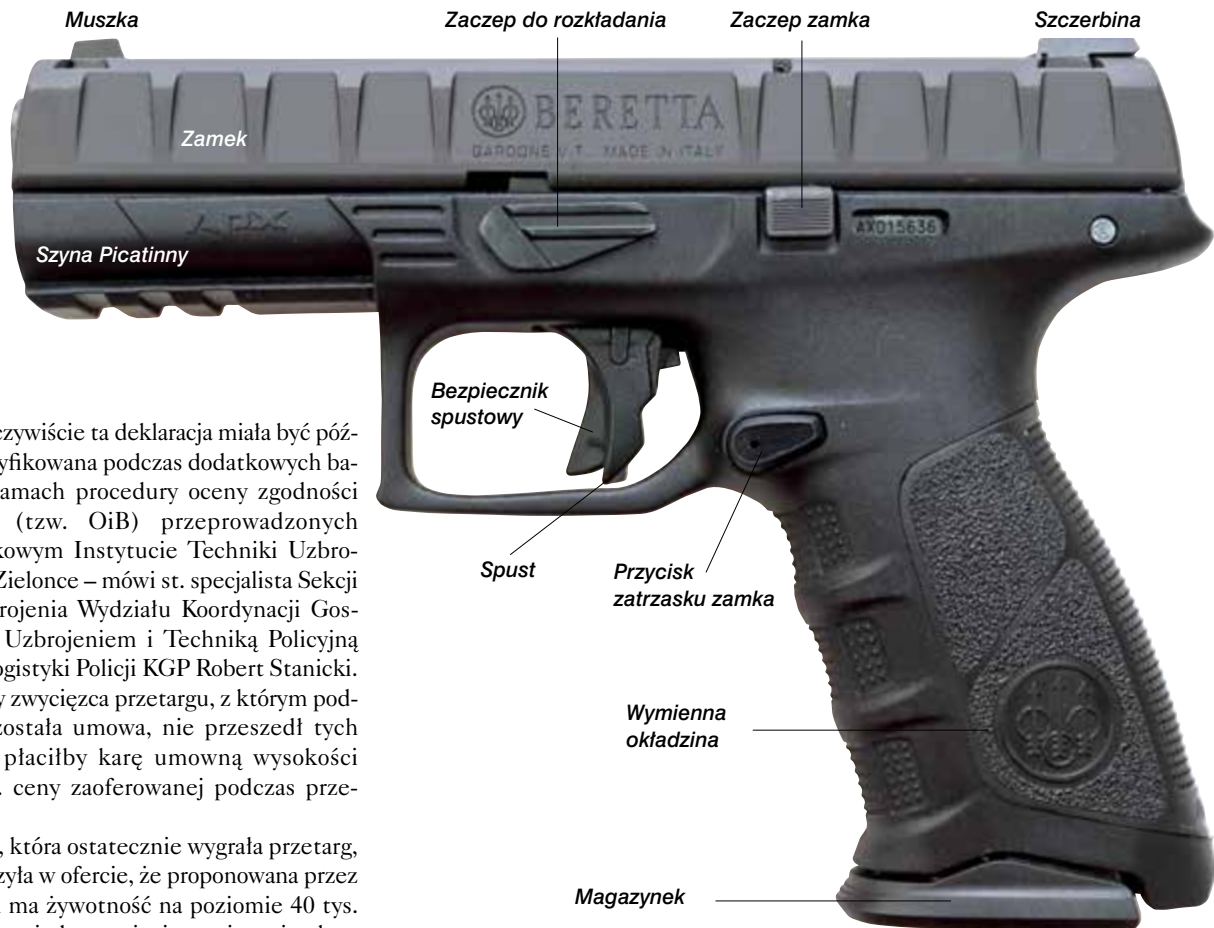 Muszka
Zaczep do rozkładania
Zaczep zamka
Szczerbina
BERETTA
GARDONE V.T. MADE IN ITALY
Zamek
APX
AX015636
Szyna Picatinny
Bezpiecznik
spustowy
Spust
Przycisk
zatrzasku zamka
Wymienna
okładzina
Magazynek
czywiście ta deklaracja miała być póź-
yfikowana podczas dodatkowych ba-
amach procedury oceny zgodności
(tzw. OiB) przeprowadzonych
kowym Instytucie Techniki Uzbro-
Zielonce – mówi st. specjalista Sekcji
rojenia Wydziału Koordynacji Gos-
Uzbrojeniem i Techniką Policyjną
ogistyki Policji KGP Robert Stanicki.
y zwycięzca przetargu, z którym pod-
została umowa, nie przeszedł tych
płaciłby karę umowną wysokości
. ceny zaoferowanej podczas prze-
, która ostatecznie wygrała przetarg,
zyła w ofercie, że proponowana przez
ma żywotność na poziomie 40 tys.